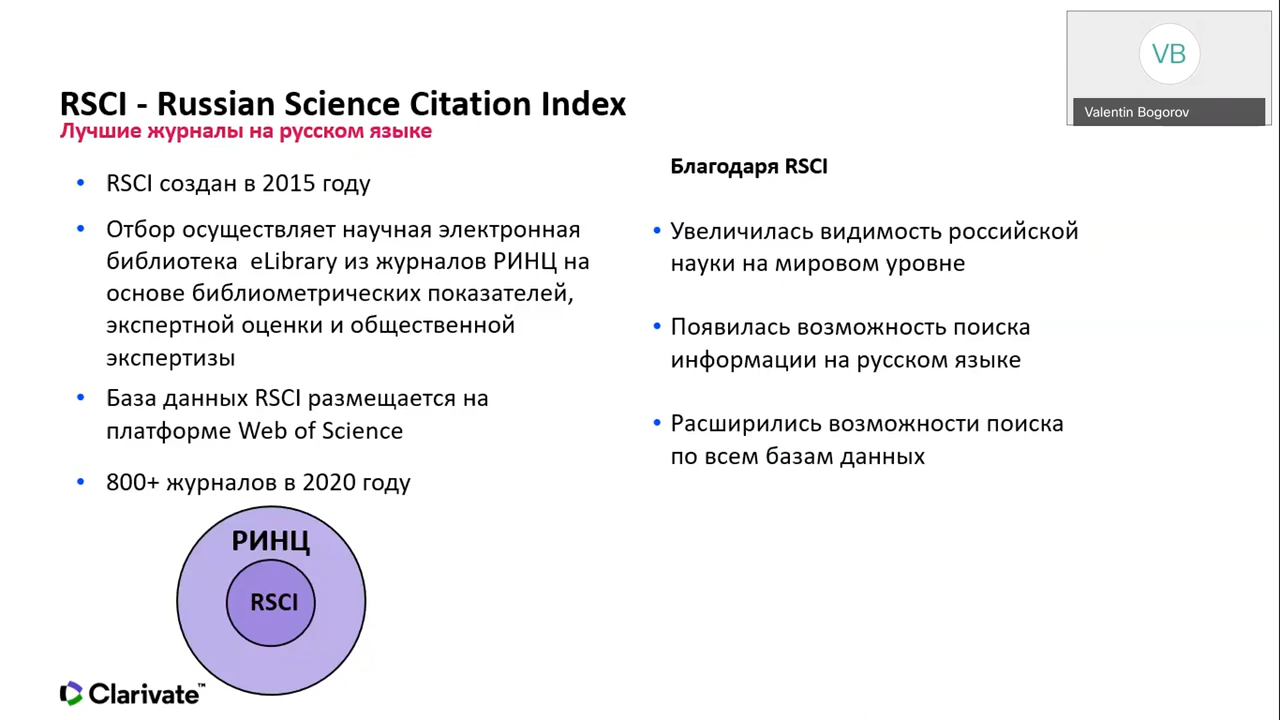 RSCI - Russian Science Citation Index
Лучшие журналы на русском языке
RSCI создан в 2015 году
Отбор осуществляет научная электронная
библиотека eLibrary из журналов РИНЦ на
основе библиометрических показателей,
экспертной оценки и общественной
экспертизы
База данных RSCI размещается на
платформе Web of Science
800+ журналов в 2020 году
РИНЦ
RSCI
Clarivate™
Благодаря RSCI
Увеличилась видимость российской
науки на мировом уровне
Появилась возможность поиска
информации на русском языке
Расширились возможности поиска
по всем базам данных
VB
Valentin Bogorov